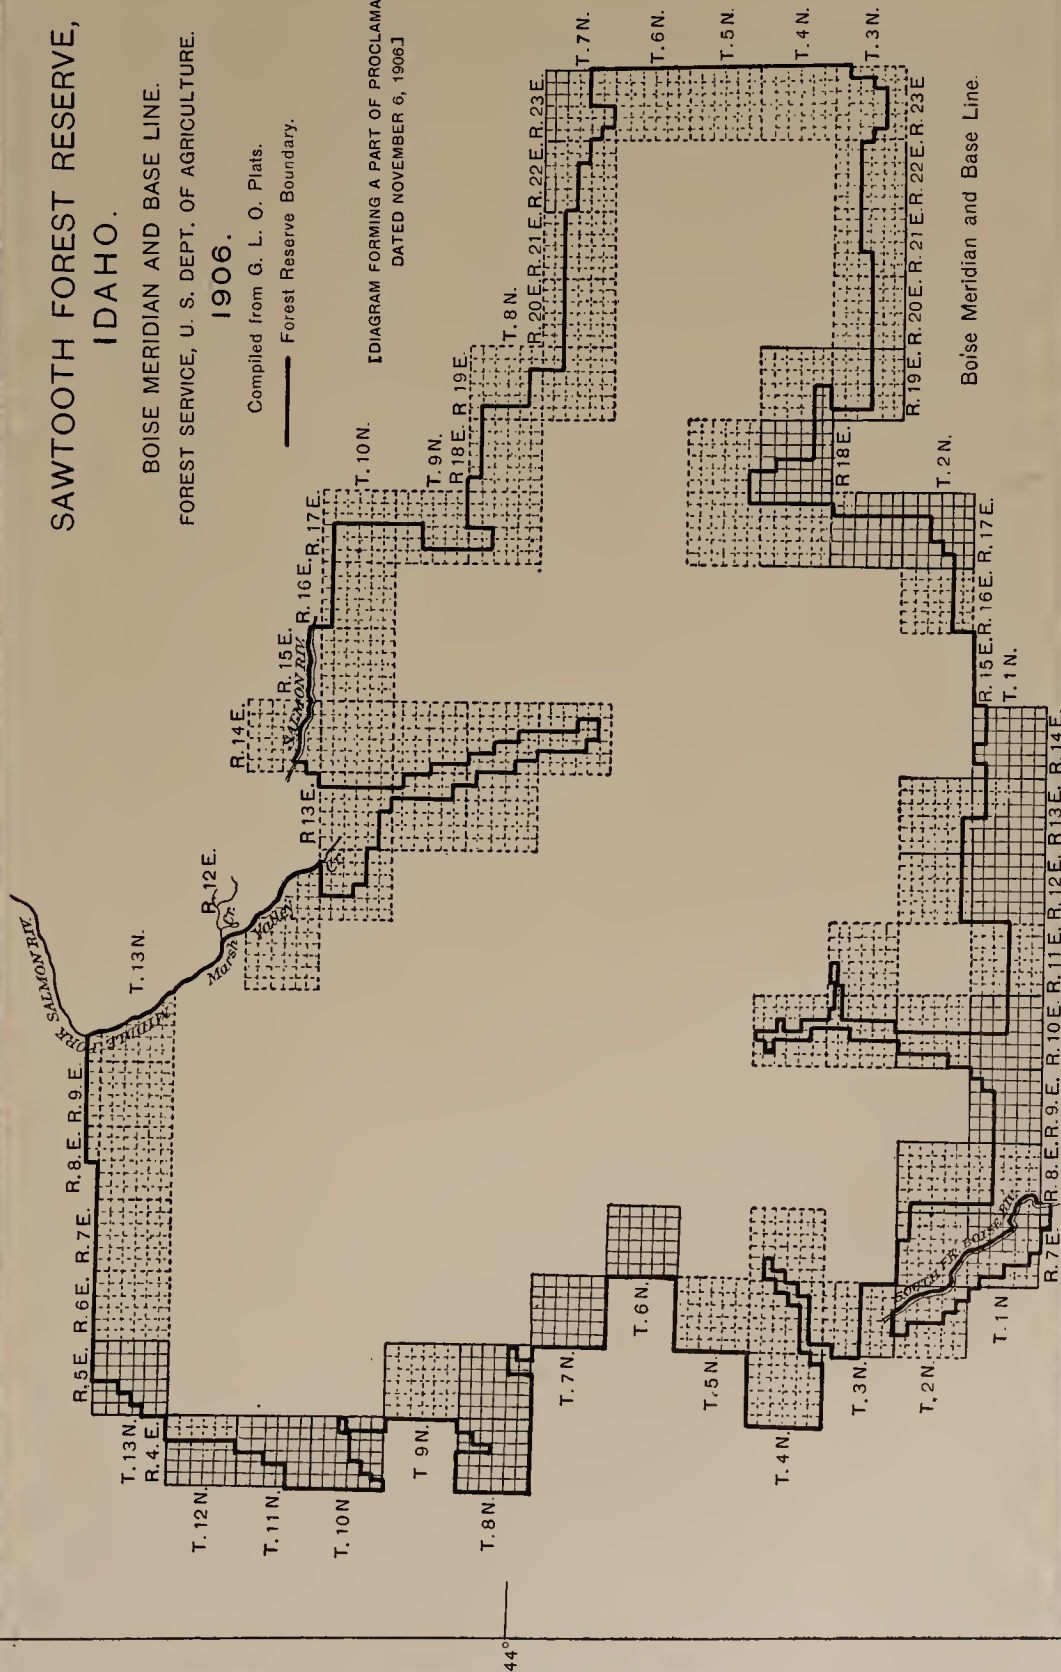 SAWTOOTH FOREST RESERVE,
IDAHO.
BOISE MERIDIAN AND BASE LINE.
FOREST SERVICE, U. S. DEPT. OF AGRICULTURE.
1906.
Compiled from G. L. O. Plats.
Forest Reserve Boundary.
[DIAGRAM FORMING A PART OF PROCLAMA
DATED NOVEMBER 6, 1906.]
FORK SALMON RIV.
MIDDLE
T. 13 N.
R. 12 E.
Marsh
Cr.
Valley
Cr.
R. 5 E. R. 6 E. R. 7 E. R. 8. E. R. 9. E.
R 13 E.
R. 14 E.
R. 15 E.
SALMON RIV.
R. 16 E. R. 17 E.
T. 10 N.
T. 9 N.
R 18 E. R 19 E.
T. 8 N.
R. 20 E. R. 21 E. R. 22 E. R. 23 E.
T. 7 N.
T. 6 N.
T. 5 N.
T. 4 N.
T. 3 N.
T. 13 N.
R. 4. E.
T. 12 N.
T. 11 N.
T. 10 N
T 9 N.
T. 8 N.
T. 7 N.
T. 6 N.
T. 5 N.
T. 4 N.
T. 3 N.
T. 2 N.
T. 1 N
SOUTH FK. BOISE RIV.
R. 7 E. R. 8. E. R. 9. E. R. 10 E. R. 11 E. R. 12 E. R 13 E. R. 14 E.
T. 1 N.
R. 15 E. R. 16 E. R. 17 E.
T. 2 N.
R 18 E.
R. 19 E. R. 20 E. R. 21 E. R. 22 E. R. 23 E
Boise Meridian and Base Line.
44°